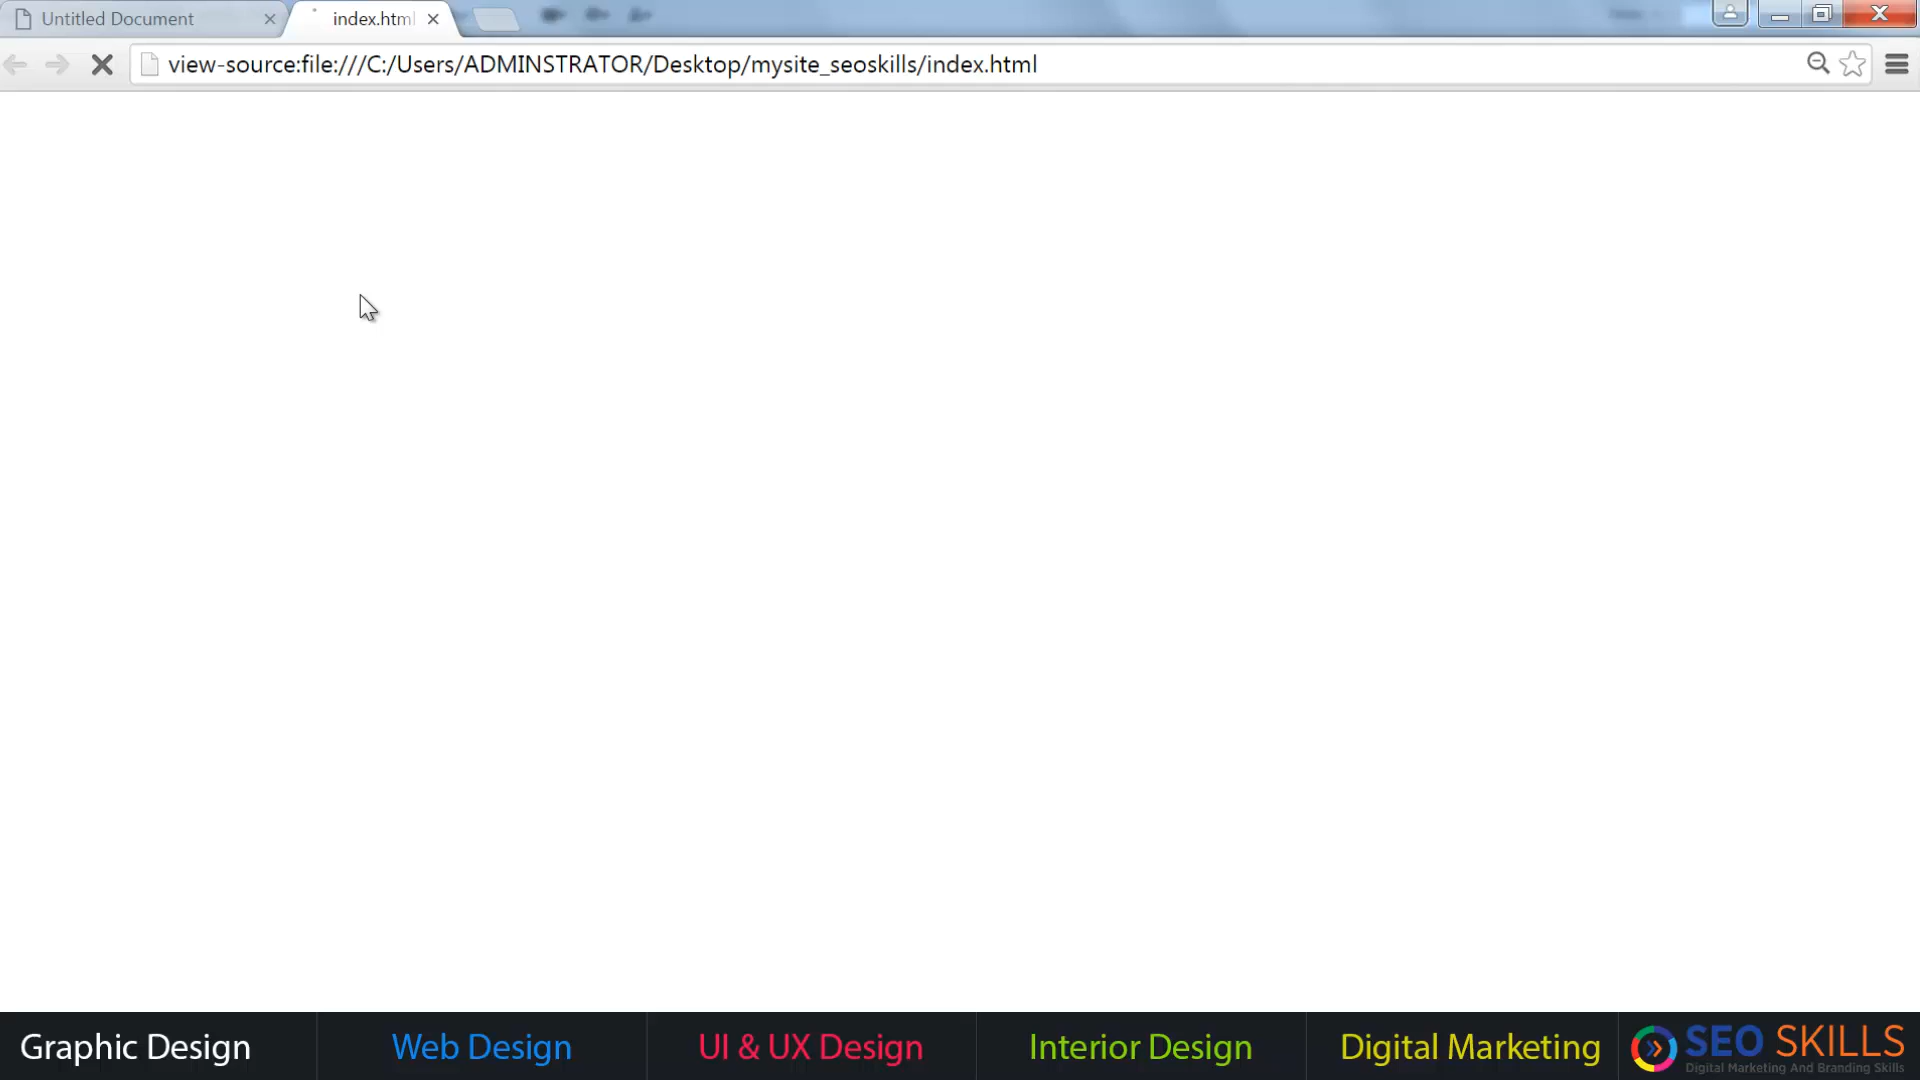 Untitled Document
index.html
view-source:file:///C:/Users/ADMINSTRATOR/Desktop/mysite_seoskills/index.html
Graphic Design
Web Design
UI & UX Design
Interior Design
Digital Marketing
SEO SKILLS
Digital Marketing And Branding Skills